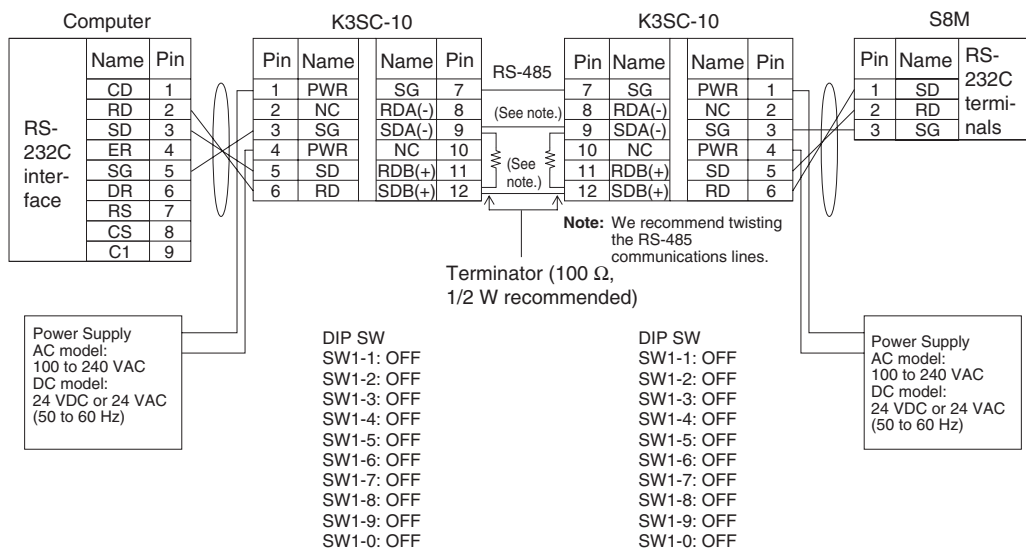 Computer
K3SC-10
K3SC-10
S8M
RS-232C inter-face
Name Pin
CD 1
RD 2
SD 3
ER 4
SG 5
DR 6
RS 7
CS 8
C1 9
Pin Name
1 PWR
2 NC
3 SG
4 PWR
5 SD
6 RD
Name Pin
SG 7
RDA(-) 8
SDA(-) 9
NC 10
RDB(+) 11
SDB(+) 12
RS-485
(See note.)
(See
note.)
Pin Name
7 SG
8 RDA(-)
9 SDA(-)
10 NC
11 RDB(+)
12 SDB(+)
Name Pin
PWR 1
NC 2
SG 3
PWR 4
SD 5
RD 6
Pin Name
1 SD
2 RD
3 SG
RS-
232C
termi-
nals
Note: We recommend twisting
the RS-485
communications lines.
Terminator (100 Ω,
1/2 W recommended)
Power Supply
AC model:
100 to 240 VAC
DC model:
24 VDC or 24 VAC
(50 to 60 Hz)
DIP SW
SW1-1: OFF
SW1-2: OFF
SW1-3: OFF
SW1-4: OFF
SW1-5: OFF
SW1-6: OFF
SW1-7: OFF
SW1-8: OFF
SW1-9: OFF
SW1-0: OFF
DIP SW
SW1-1: OFF
SW1-2: OFF
SW1-3: OFF
SW1-4: OFF
SW1-5: OFF
SW1-6: OFF
SW1-7: OFF
SW1-8: OFF
SW1-9: OFF
SW1-0: OFF
Power Supply
AC model:
100 to 240 VAC
DC model:
24 VDC or 24 VAC
(50 to 60 Hz)